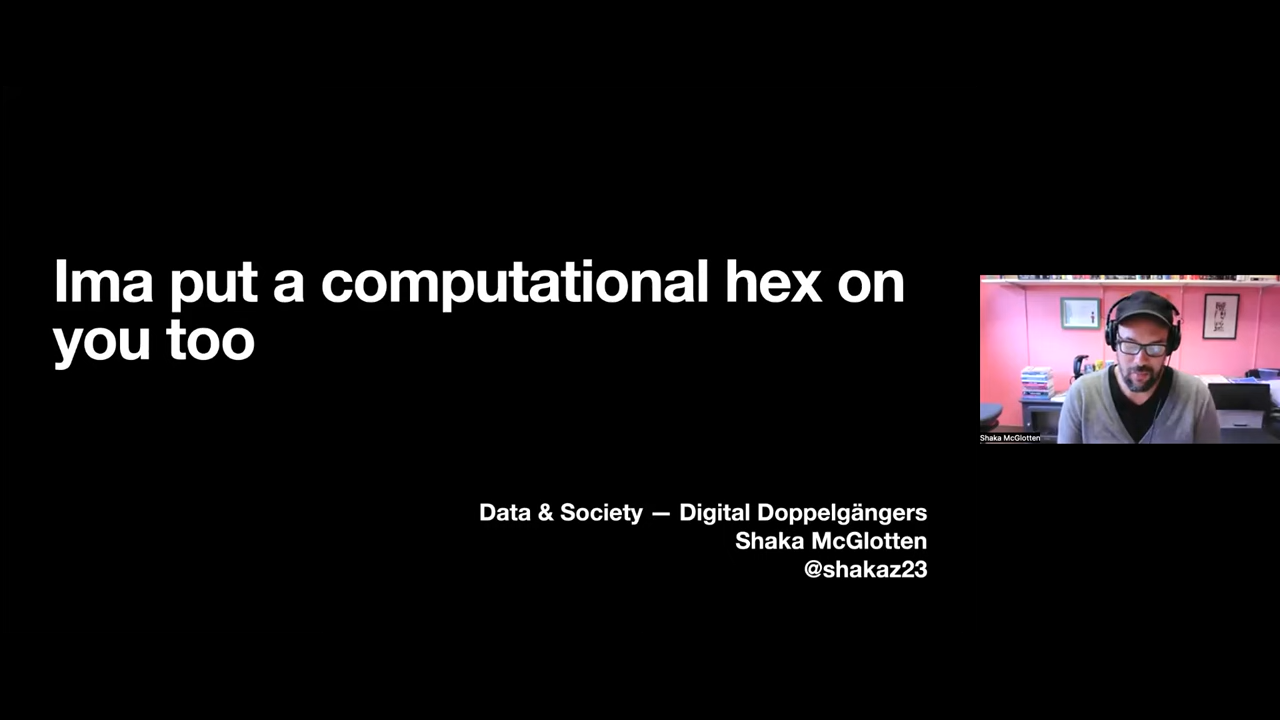 Ima put a computational hex on
you too
Shaka McGlotten
Data & Society — Digital Doppelgängers
Shaka McGlotten
@shakaz23